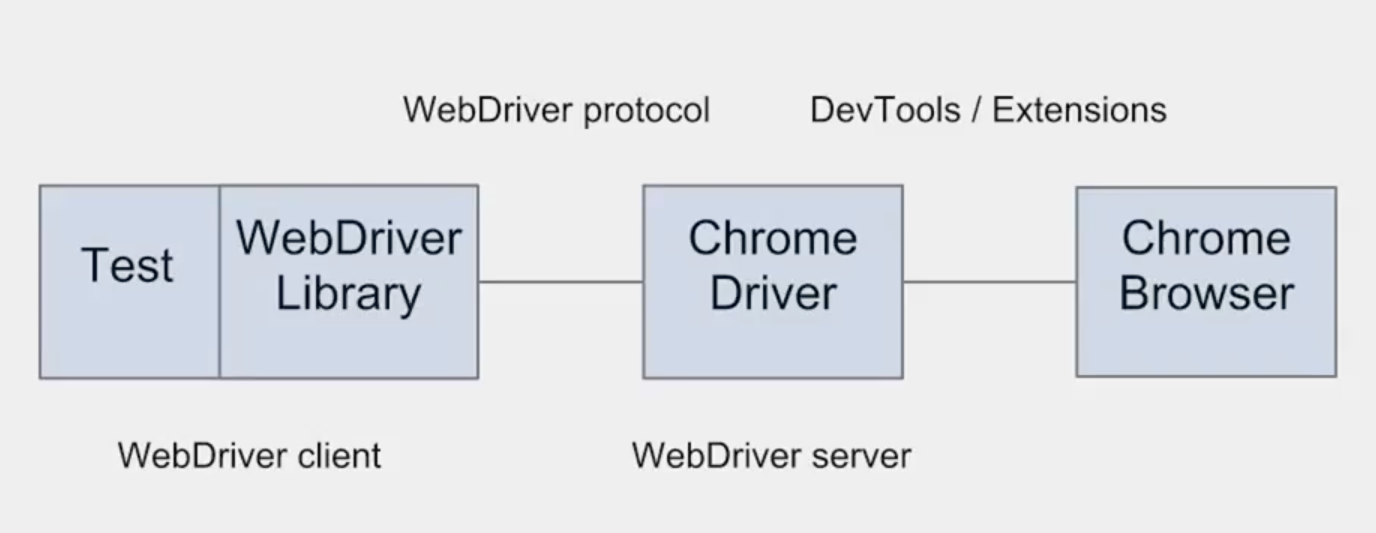 WebDriver protocol
DevTools / Extensions
Test
WebDriver
Library
Chrome
Driver
Chrome
Browser
WebDriver client
WebDriver server